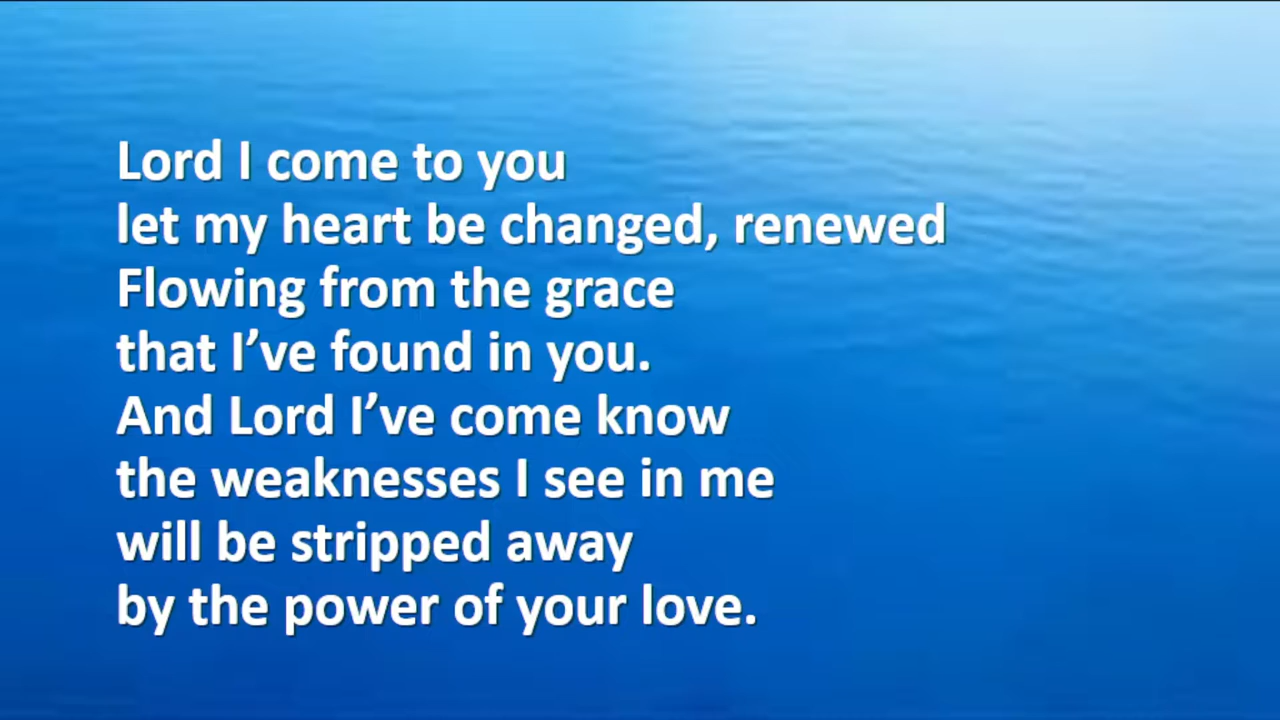 Lord I come to you
let my heart be changed, renewed
Flowing from the grace
that I’ve found in you.
And Lord I’ve come know
the weaknesses I see in me
will be stripped away
by the power of your love.